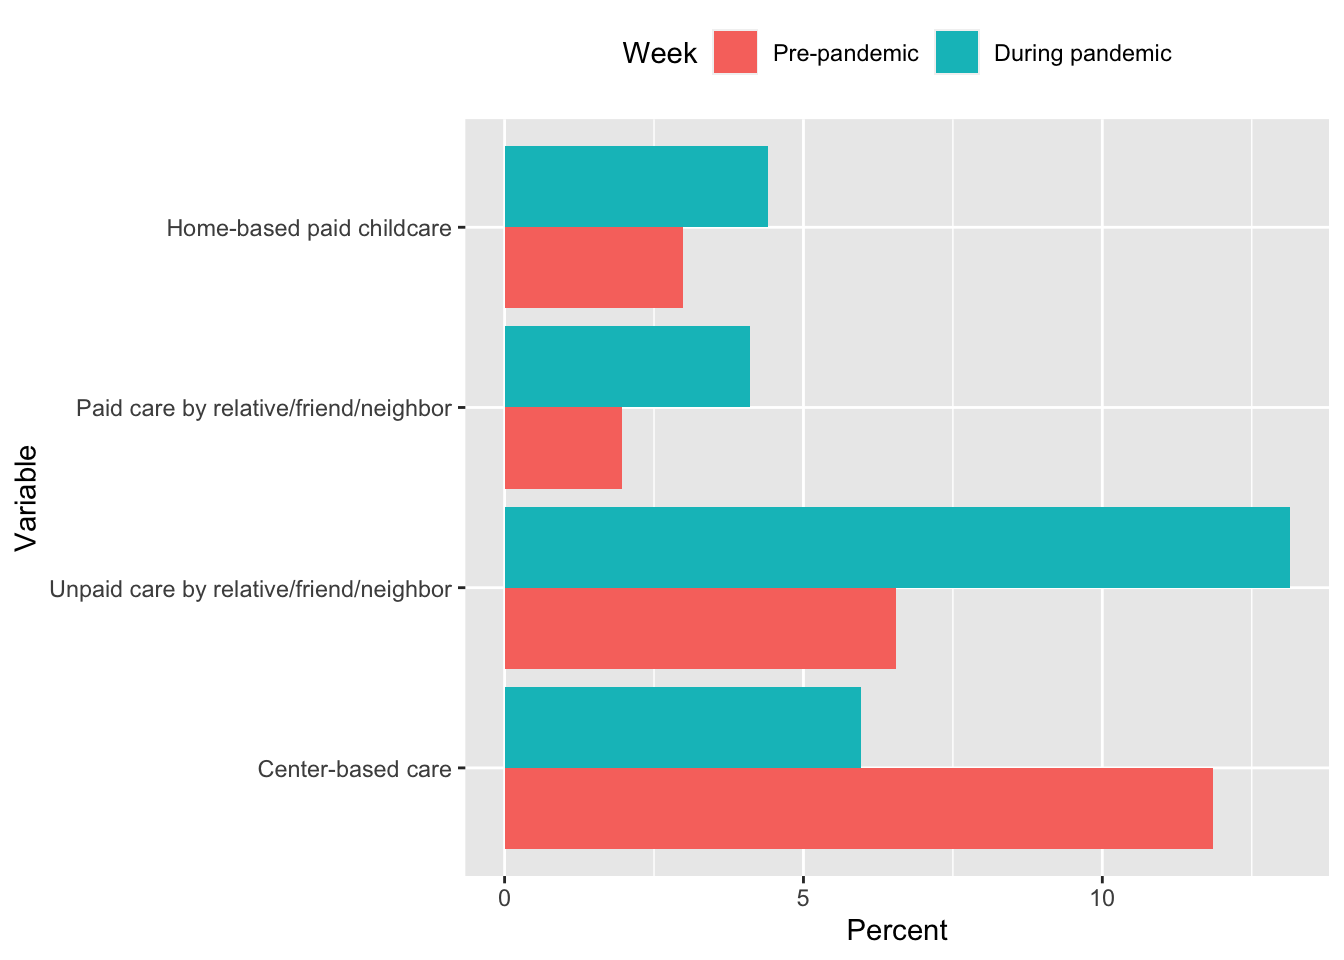 Week Pre-pandemic During pandemic
Home-based paid childcare
Paid care by relative/friend/neighbor
Unpaid care by relative/friend/neighbor
Center-based care
Variable
0 5 10
Percent